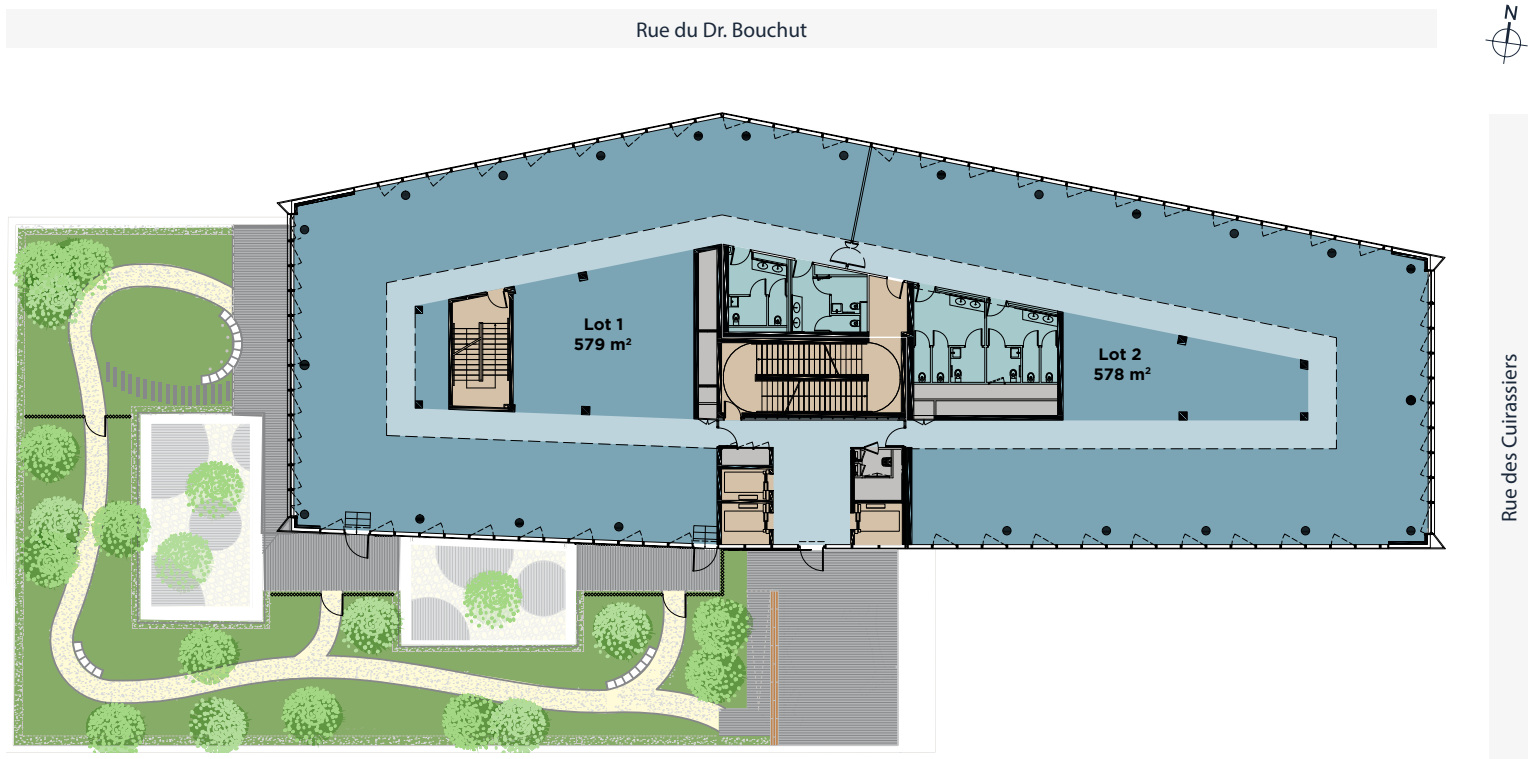 Rue du Dr. Bouchut
N
Lot 1
579 m²
Lot 2
578 m²
Rue des Cuirassiers